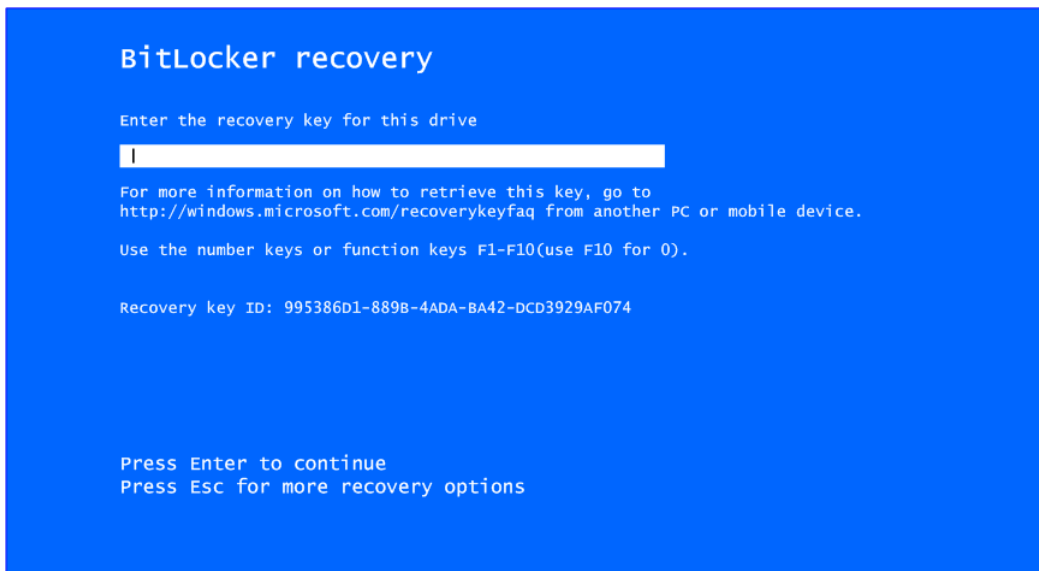 BitLocker recovery
Enter the recovery key for this drive
For more information on how to retrieve this key, go to
http://windows.microsoft.com/recoverykeyfaq from another PC or mobile device.
Use the number keys or function keys F1-F10(use F10 for 0).
Recovery key ID: 995386D1-889B-4ADA-BA42-DCD3929AF074
Press Enter to continue
Press Esc for more recovery options